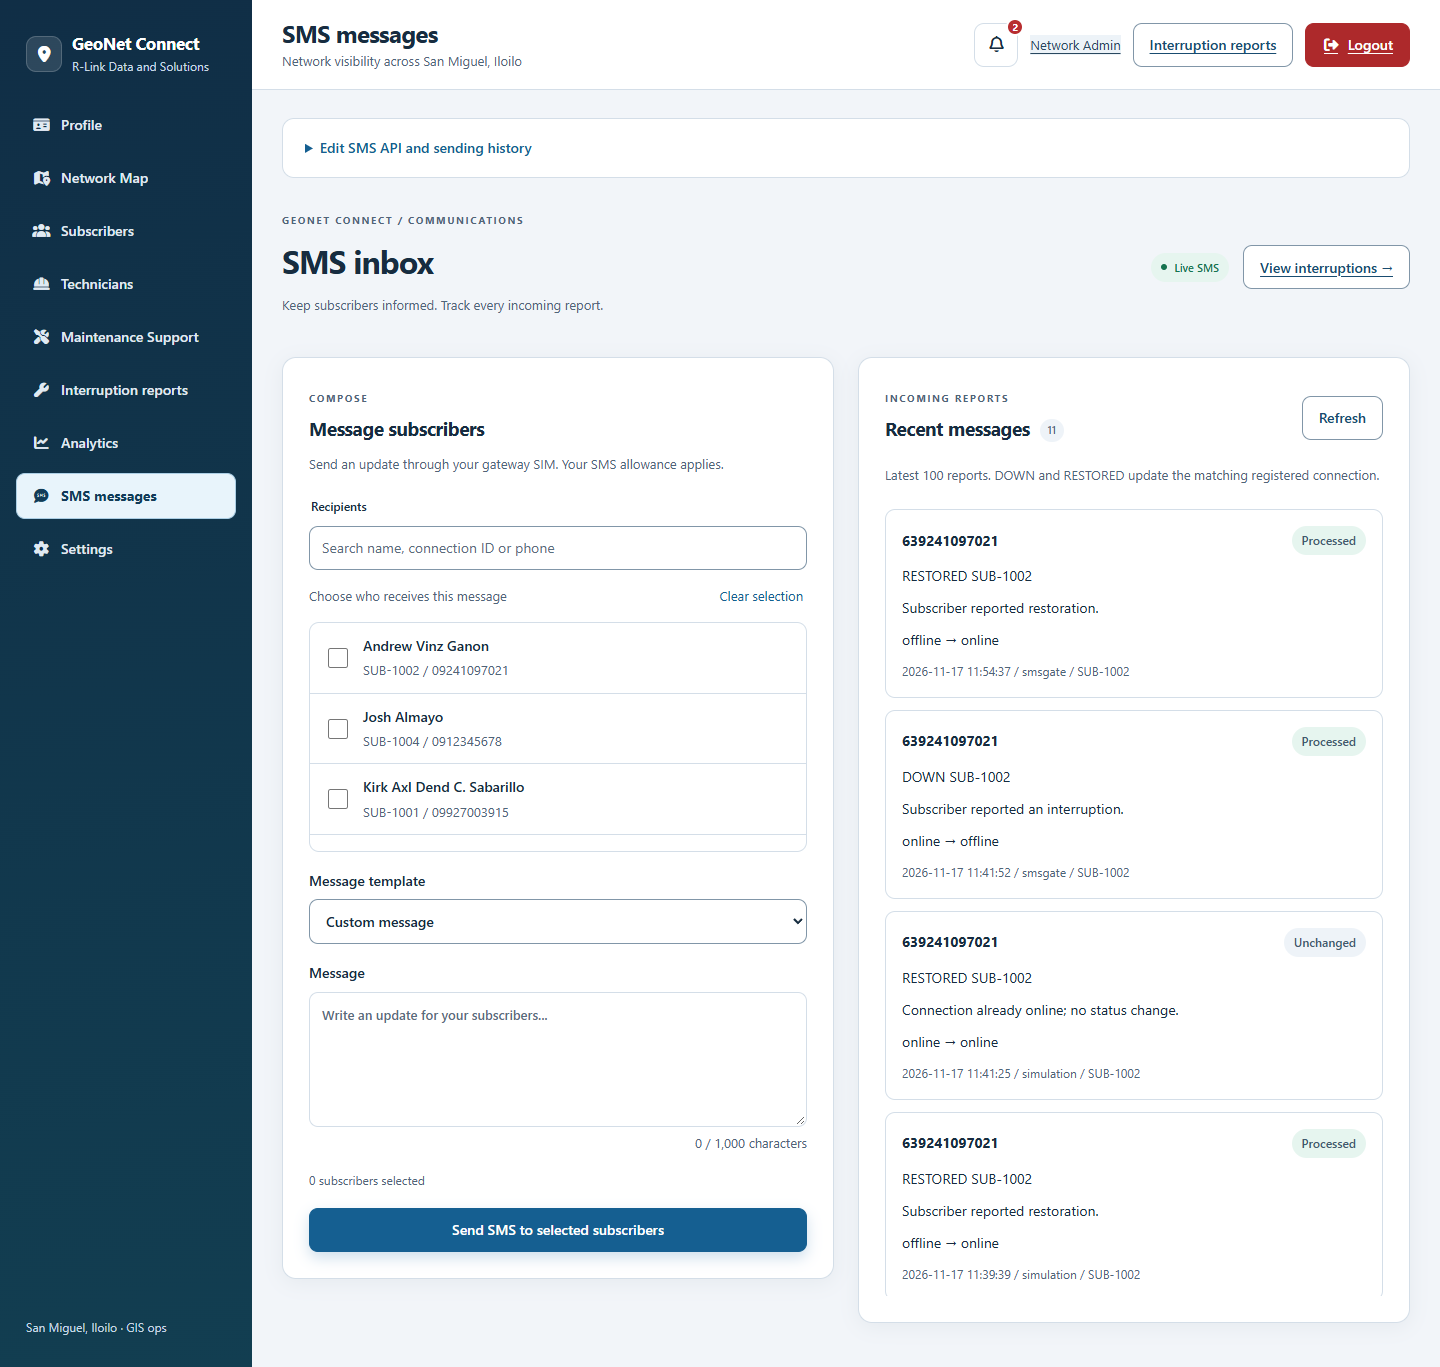 GeoNet Connect
R-Link Data and Solutions
Profile
Network Map
Subscribers
Technicians
Maintenance Support
Interruption reports
Analytics
SMS messages
Settings
San Miguel, Iloilo · GIS ops
SMS messages
Network visibility across San Miguel, Iloilo
2
Network Admin
Interruption reports
Logout
Edit SMS API and sending history
GEONET CONNECT / COMMUNICATIONS
SMS inbox
Keep subscribers informed. Track every incoming report.
Live SMS
View interruptions →
COMPOSE
Message subscribers
Send an update through your gateway SIM. Your SMS allowance applies.
Recipients
Search name, connection ID or phone
Choose who receives this message
Clear selection
Andrew Vinz Ganon
SUB-1002 / 09241097021
Josh Almayo
SUB-1004 / 0912345678
Kirk Axl Dend C. Sabarillo
SUB-1001 / 09927003915
Message template
Custom message
Message
Write an update for your subscribers...
0 / 1,000 characters
0 subscribers selected
Send SMS to selected subscribers
INCOMING REPORTS
Recent messages 11
Refresh
Latest 100 reports. DOWN and RESTORED update the matching registered connection.
639241097021
Processed
RESTORED SUB-1002
Subscriber reported restoration.
offline → online
2026-11-17 11:54:37 / smsgate / SUB-1002
639241097021
Processed
DOWN SUB-1002
Subscriber reported an interruption.
online → offline
2026-11-17 11:41:52 / smsgate / SUB-1002
639241097021
Unchanged
RESTORED SUB-1002
Connection already online; no status change.
online → online
2026-11-17 11:41:25 / simulation / SUB-1002
639241097021
Processed
RESTORED SUB-1002
Subscriber reported restoration.
offline → online
2026-11-17 11:39:39 / simulation / SUB-1002